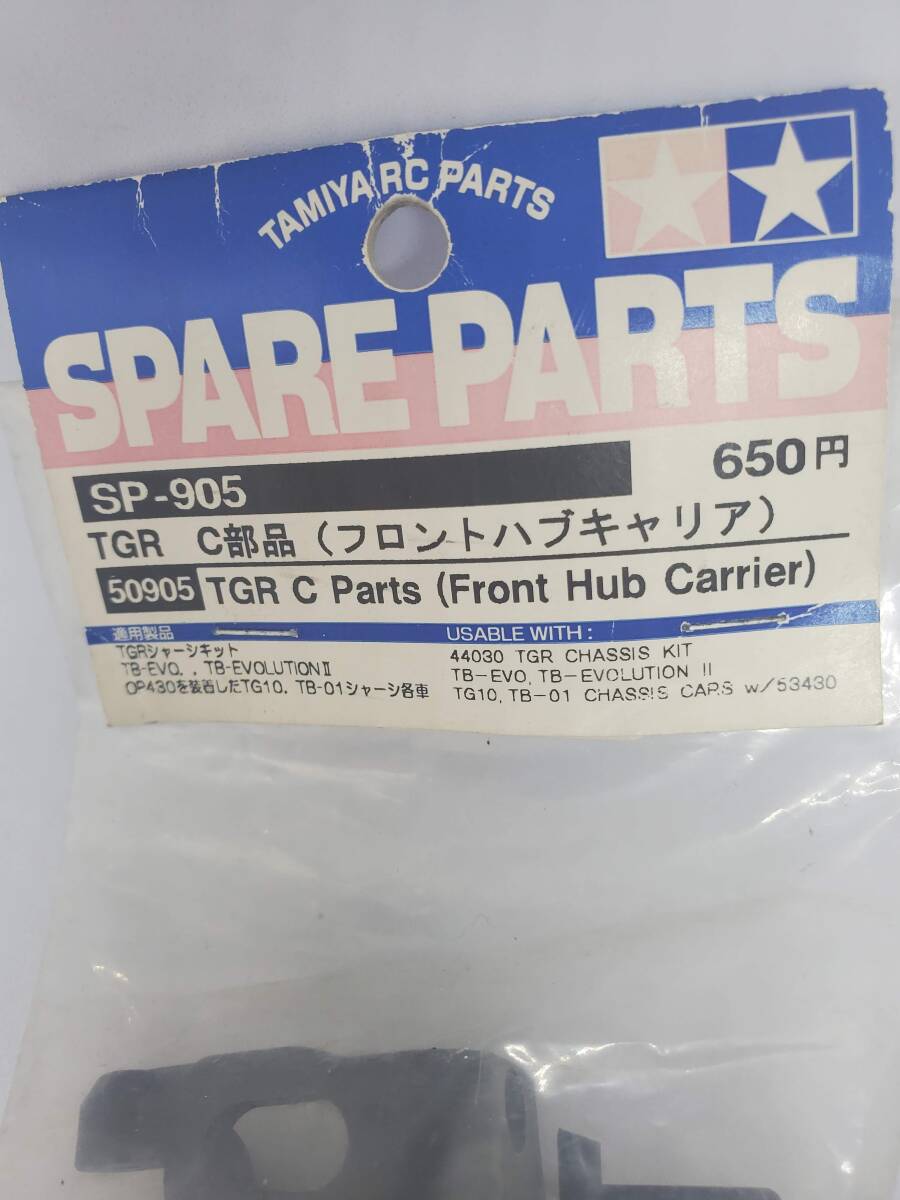 TAMIYA RC PARTS
SPARE PARTS
SP-905
650円
TGR C部品（フロントハブキャリア）
50905 TGR C Parts (Front Hub Carrier)
適用製品
TGRシャーシキット
TB-EVO., TB-EVOLUTION II
OP430を装着したTG10, TB-01シャーシ各車
USABLE WITH:
44030 TGR CHASSIS KIT
TB-EVO, TB-EVOLUTION II
TG10, TB-01 CHASSIS CARS w/53430